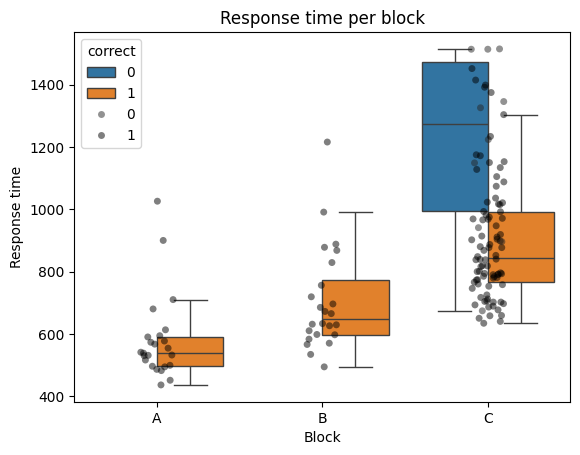 Response time per block
correct
0
1
0
1
1400
1200
1000
800
600
400
Response time
A B C
Block